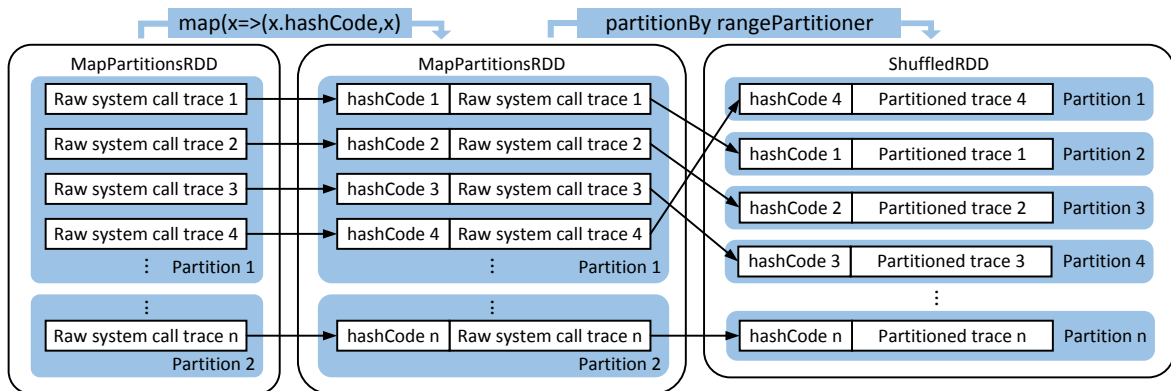 map(x=>(x.hashCode,x)
partitionBy rangePartitioner
MapPartitionsRDD
Raw system call trace 1
Raw system call trace 2
Raw system call trace 3
Raw system call trace 4
⋮
Partition 1
⋮
Raw system call trace n
Partition 2
MapPartitionsRDD
hashCode 1 Raw system call trace 1
hashCode 2 Raw system call trace 2
hashCode 3 Raw system call trace 3
hashCode 4 Raw system call trace 4
⋮
Partition 1
⋮
hashCode n Raw system call trace n
Partition 2
ShuffledRDD
hashCode 4 Partitioned trace 4 Partition 1
hashCode 1 Partitioned trace 1 Partition 2
hashCode 2 Partitioned trace 2 Partition 3
hashCode 3 Partitioned trace 3 Partition 4
⋮
hashCode n Partitioned trace n Partition n